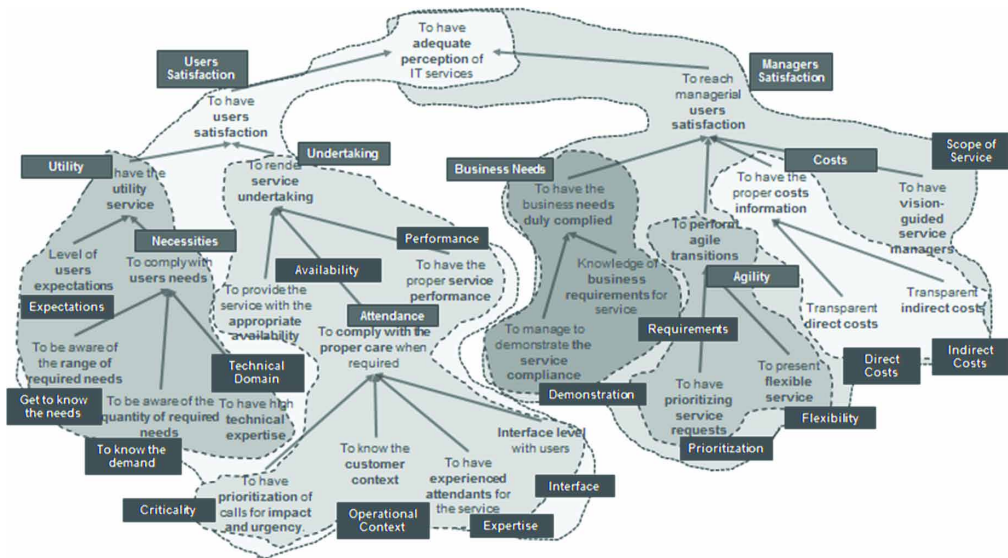 To have
adequate
perception of
IT services
Users
Satisfaction
Managers
Satisfaction
To have
users
satisfaction
To reach
managerial
users
satisfaction
Utility
Undertaking
Business Needs
Costs
Scope of
Service
have the
utility
service
To render
service
undertaking
To have the
business needs
duly complied
To have the
proper costs
information
To have
vision-
guided
service
managers
Necessities
Performance
Level of
users
expectations
To comply with
users needs
Availability
To have the
proper service
performance
To perform
agile
transitions
Knowledge of
business
requirements for
service
Agility
Expectations
To provide the
service with the
appropriate
availability
Attendance
To comply with the
proper care when
required
Requirements
Transparent
direct costs
Transparent
indirect costs
To manage to
demonstrate the
service
compliance
To be aware of
the range of
required needs
Technical
Domain
Direct
Costs
Indirect
Costs
To present
flexible
service
Get to know
the needs
To be aware of the
quantity of required
needs
To have high
technical
expertise
Demonstration
To have
prioritizing
service
requests
Flexibility
To know the
demand
Prioritization
Interface level
with users
To know the
customer
context
To have
experienced
attendants for
the service
To have
prioritization of
calls for impact
and urgency.
Interface
Criticality
Operational
Context
Expertise